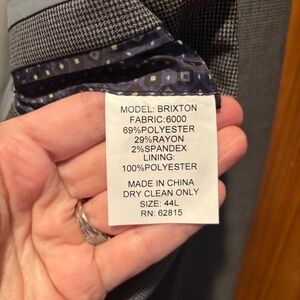 MODEL: BRIXTON
FABRIC:6000
69%POLYESTER
29%RAYON
2%SPANDEX
LINING:
100%POLYESTER
MADE IN CHINA
DRY CLEAN ONLY
SIZE: 44L
RN: 62815